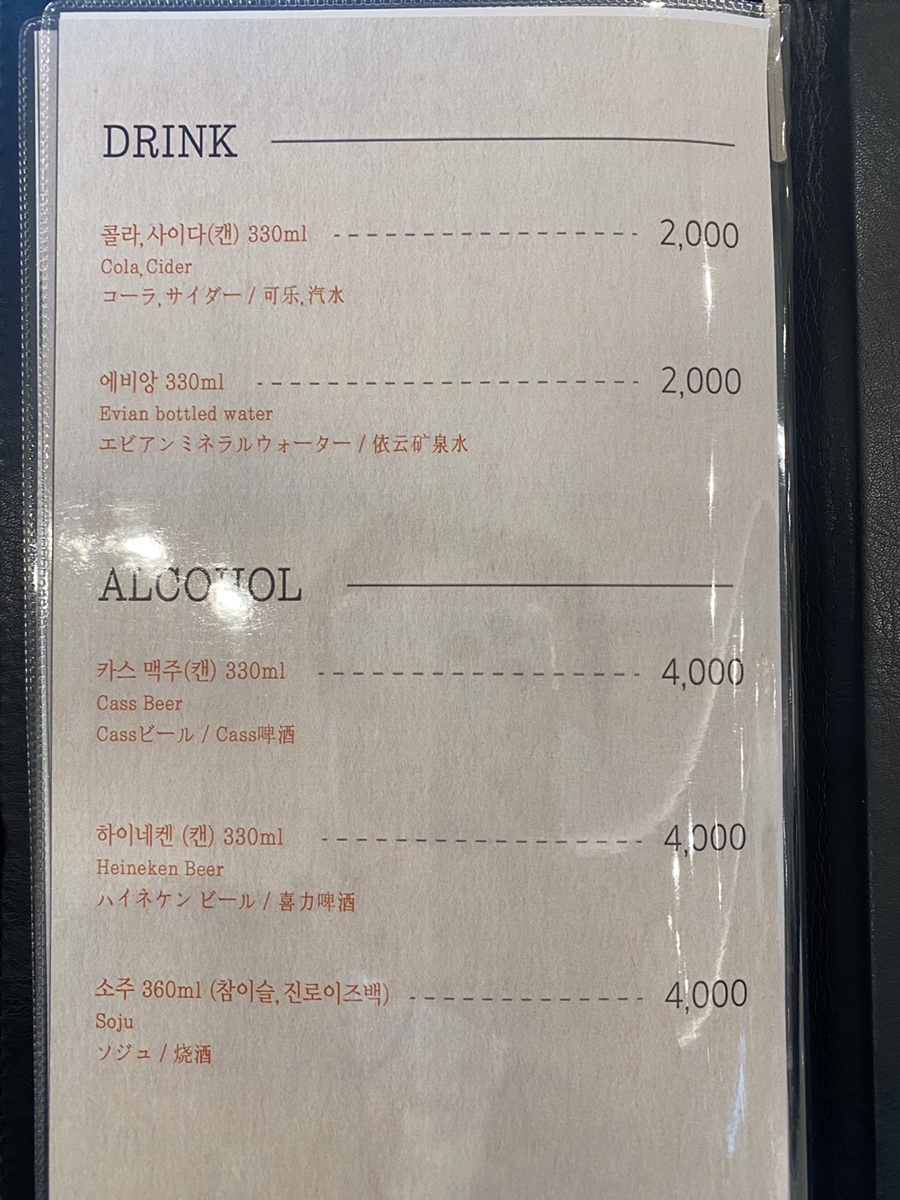 DRINK
콜라,사이다(캔) 330ml 2,000
Cola,Cider
コーラ,サイダー / 可乐,汽水
에비앙 330ml 2,000
Evian bottled water
エビアンミネラルウォーター / 依云矿泉水
ALCOHOL
카스 맥주(캔) 330ml 4,000
Cass Beer
Cassビール / Cass啤酒
하이네켄 (캔) 330ml 4,000
Heineken Beer
ハイネケン ビール / 喜力啤酒
소주 360ml (참이슬,진로이즈백) 4,000
Soju
ソジュ / 烧酒